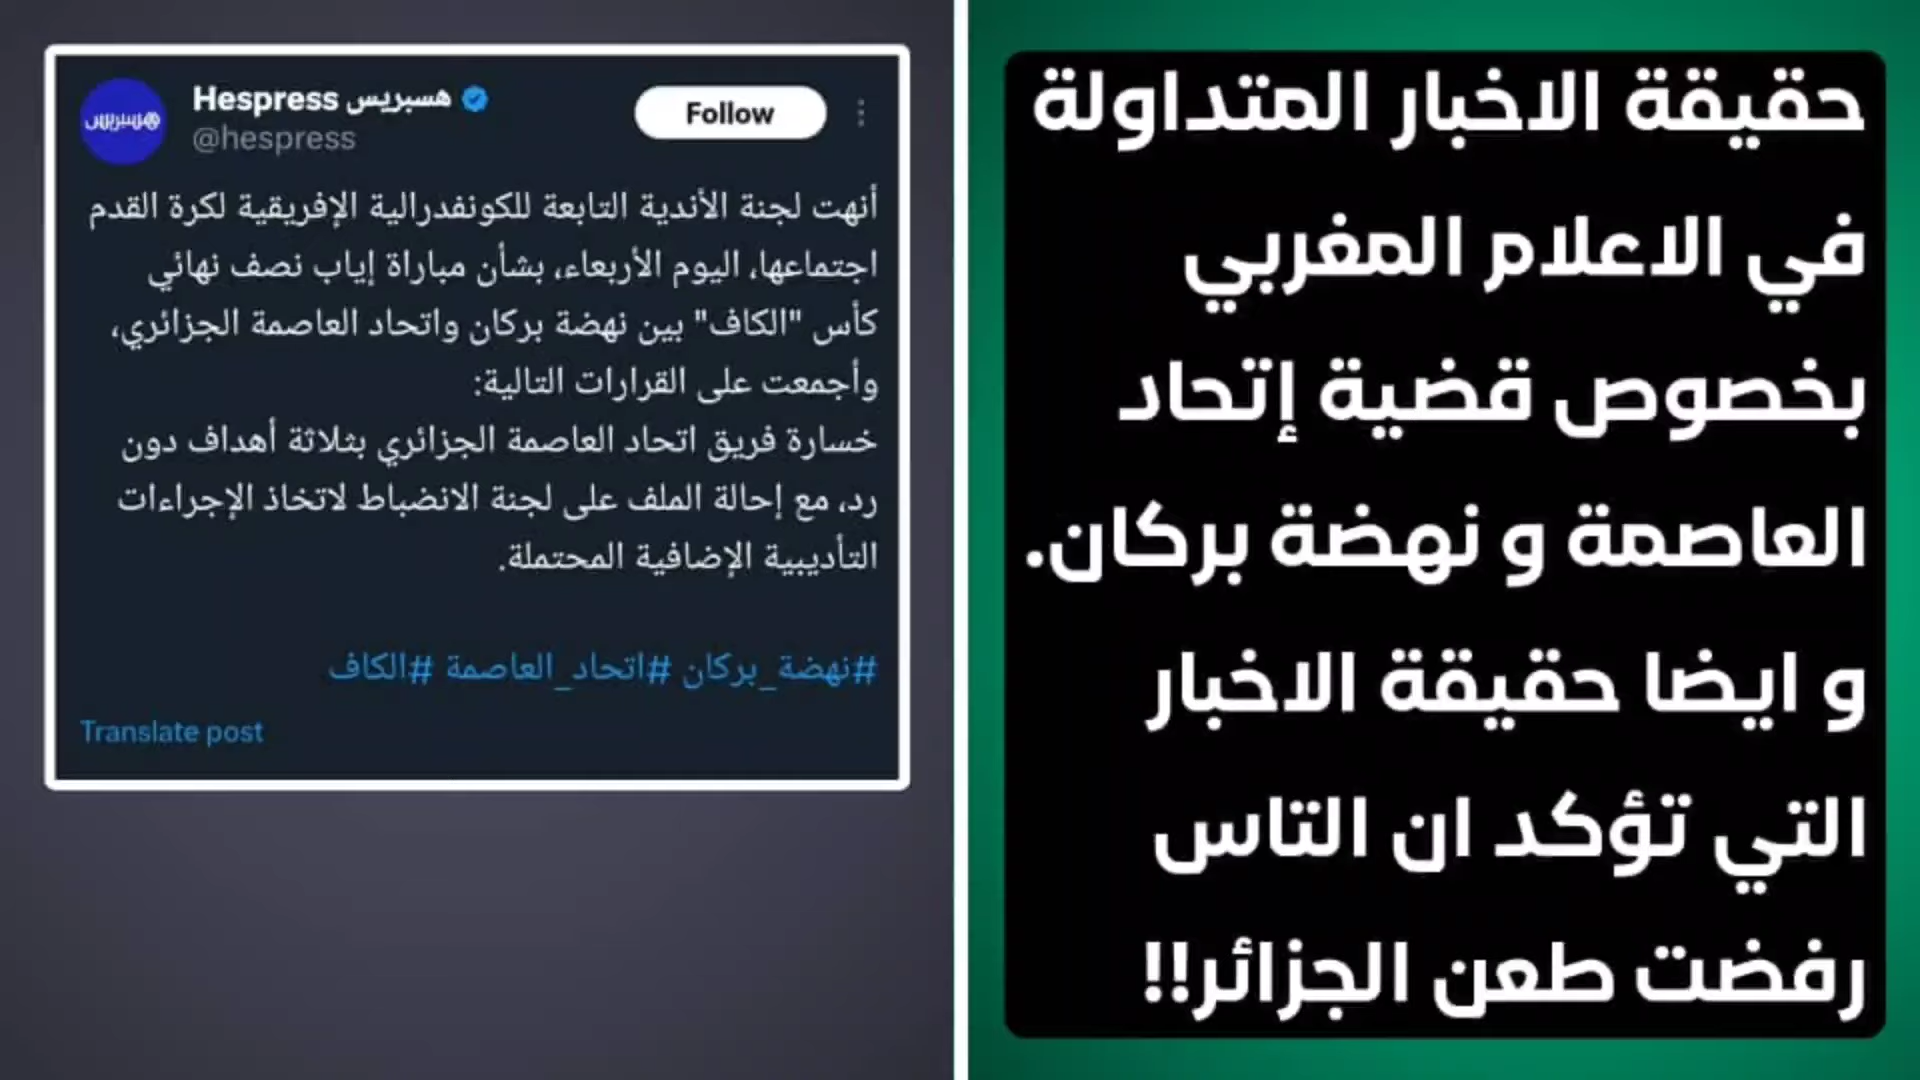 Hespress هسبريس
@hespress
Follow
أنهت لجنة الأندية التابعة للكونفدرالية الإفريقية لكرة القدم
اجتماعها، اليوم الأربعاء، بشأن مباراة إياب نصف نهائي
كأس "الكاف" بين نهضة بركان واتحاد العاصمة الجزائري،
وأجمعت على القرارات التالية:
خسارة فريق اتحاد العاصمة الجزائري بثلاثة أهداف دون
رد، مع إحالة الملف على لجنة الانضباط لاتخاذ الإجراءات
التأديبية الإضافية المحتملة.
#نهضة_بركان #اتحاد_العاصمة #الكاف
Translate post
هسبريس
حقيقة الاخبار المتداولة
في الاعلام المغربي
بخصوص قضية إتحاد
العاصمة و نهضة بركان.
و ايضا حقيقة الاخبار
التي تؤكد ان التاس
رفضت طعن الجزائر!!